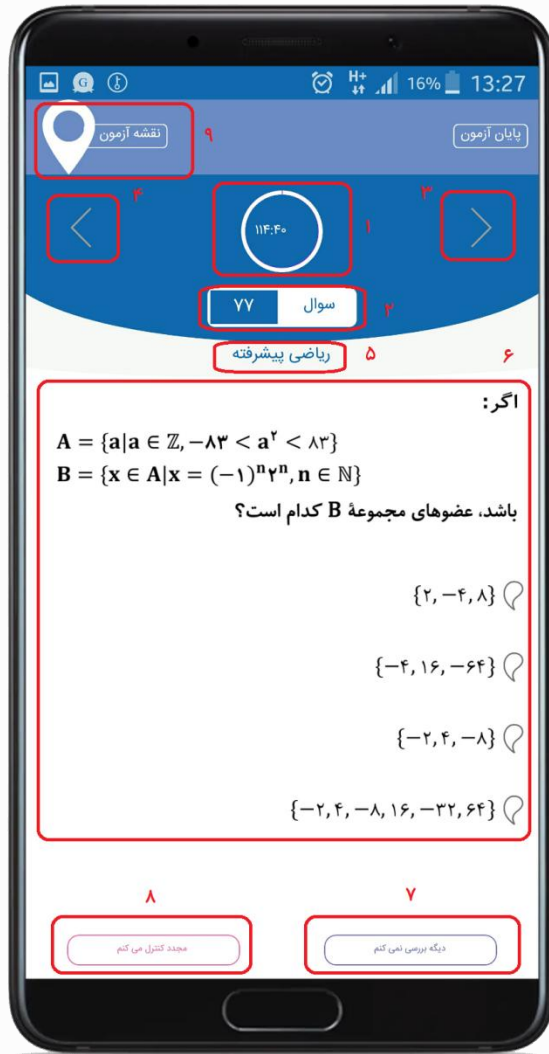 16% 13:27
پایان آزمون
نقشه آزمون
۹
۳
۴
۱۱۴:۴۰
۱
سوال
۷۷
۲
ریاضی پیشرفته
۵
۶
اگر:
A = {a|a ∈ ℤ, −۸۳ < a² < ۸۳}
B = {x ∈ A|x = (−۱)ⁿ۲ⁿ, n ∈ ℕ}
باشد، عضوهای مجموعهٔ B کدام است؟
{۲, −۴, ۸}
{−۴, ۱۶, −۶۴}
{−۲, ۴, −۸}
{−۲, ۴, −۸, ۱۶, −۳۲, ۶۴}
۷
۸
دیگه بررسی نمی کنم
مجدد کنترل می کنم